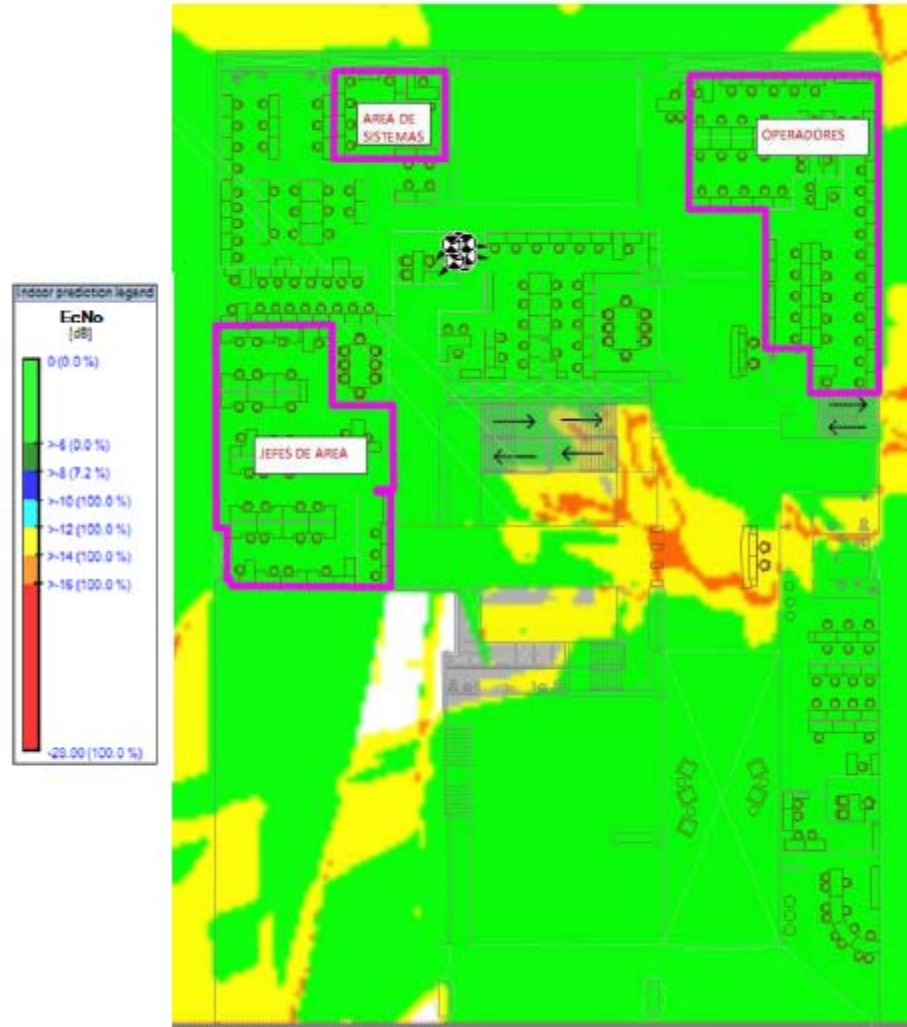 AREA DE
SISTEMAS
OPERADORES
Indoor prediction legend
EcNo
[dB]
0 (0.0 %)
>-6 (0.0 %)
>-8 (7.2 %)
>-10 (100.0 %)
>-12 (100.0 %)
>-14 (100.0 %)
>-16 (100.0 %)
-28.00 (100.0 %)
JEFES DE AREA